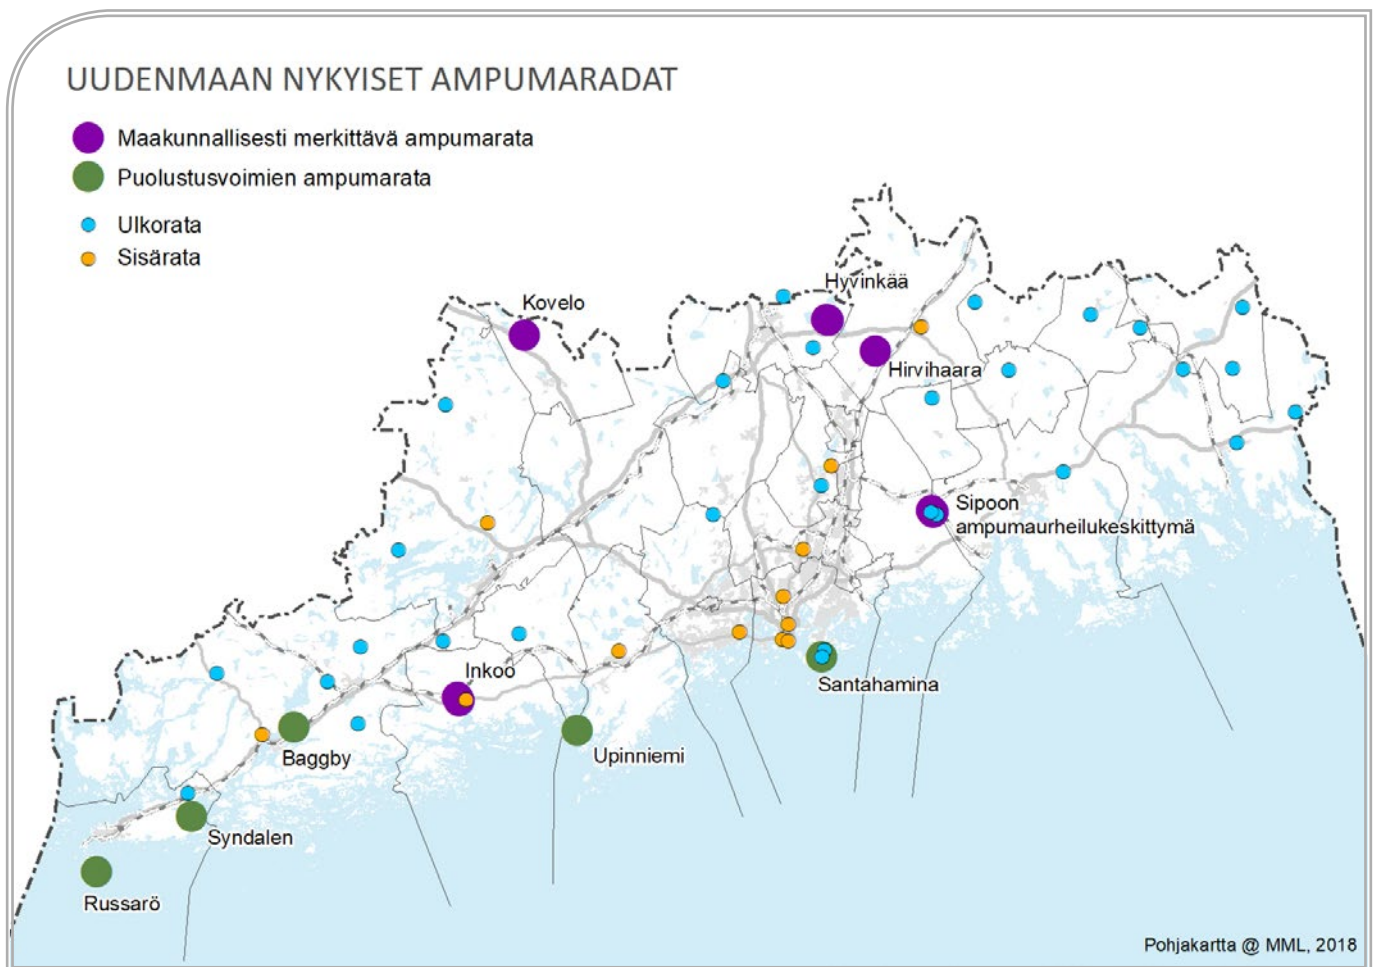 UUDENMAAN NYKYISET AMPUMARADAT
Maakunnallisesti merkittävä ampumarata
Puolustusvoimien ampumarata
Ulkorata
Sisärata
Hyvinkää
Kovelo
Hirvihaara
Sipoon
ampumaurheilukeskittymä
Inkoo
Santahamina
Baggby
Upinniemi
Syndalen
Russarö
Pohjakartta @ MML, 2018